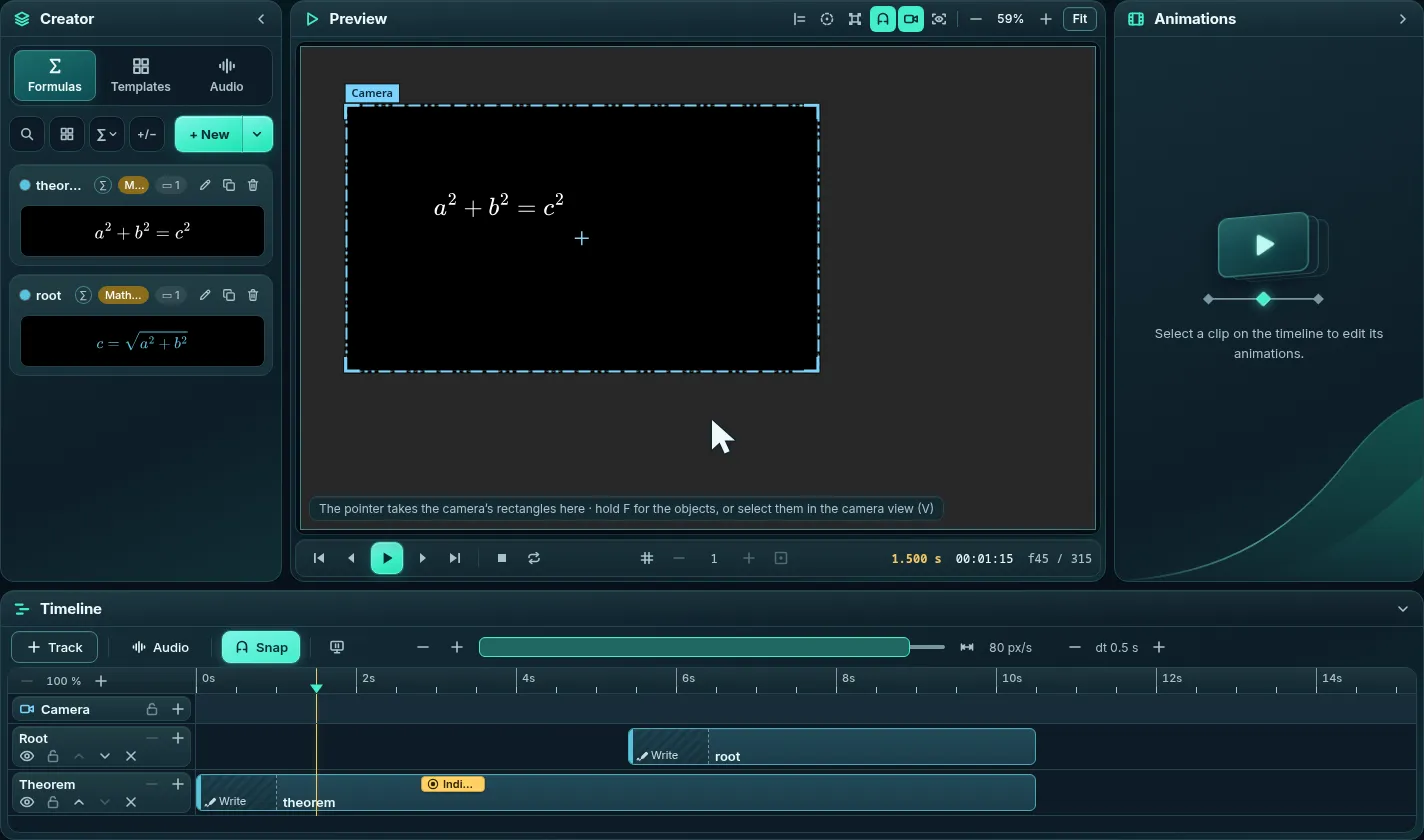 Creator
Formulas Templates Audio
+/− + New
theor... Σ M... 1
a² + b² = c²
root Σ Math... 1
c = √(a² + b²)
Preview
59% Fit
Camera
a² + b² = c²
The pointer takes the camera's rectangles here · hold F for the objects, or select them in the camera view (V)
1 1.500 s 00:01:15 f45 / 315
Animations
Select a clip on the timeline to edit its
animations.
Timeline
+ Track Audio Snap 80 px/s dt 0.5 s
100 % 0s 2s 4s 6s 8s 10s 12s 14s
Camera
Root
Write root
Theorem
Indi...
Write theorem